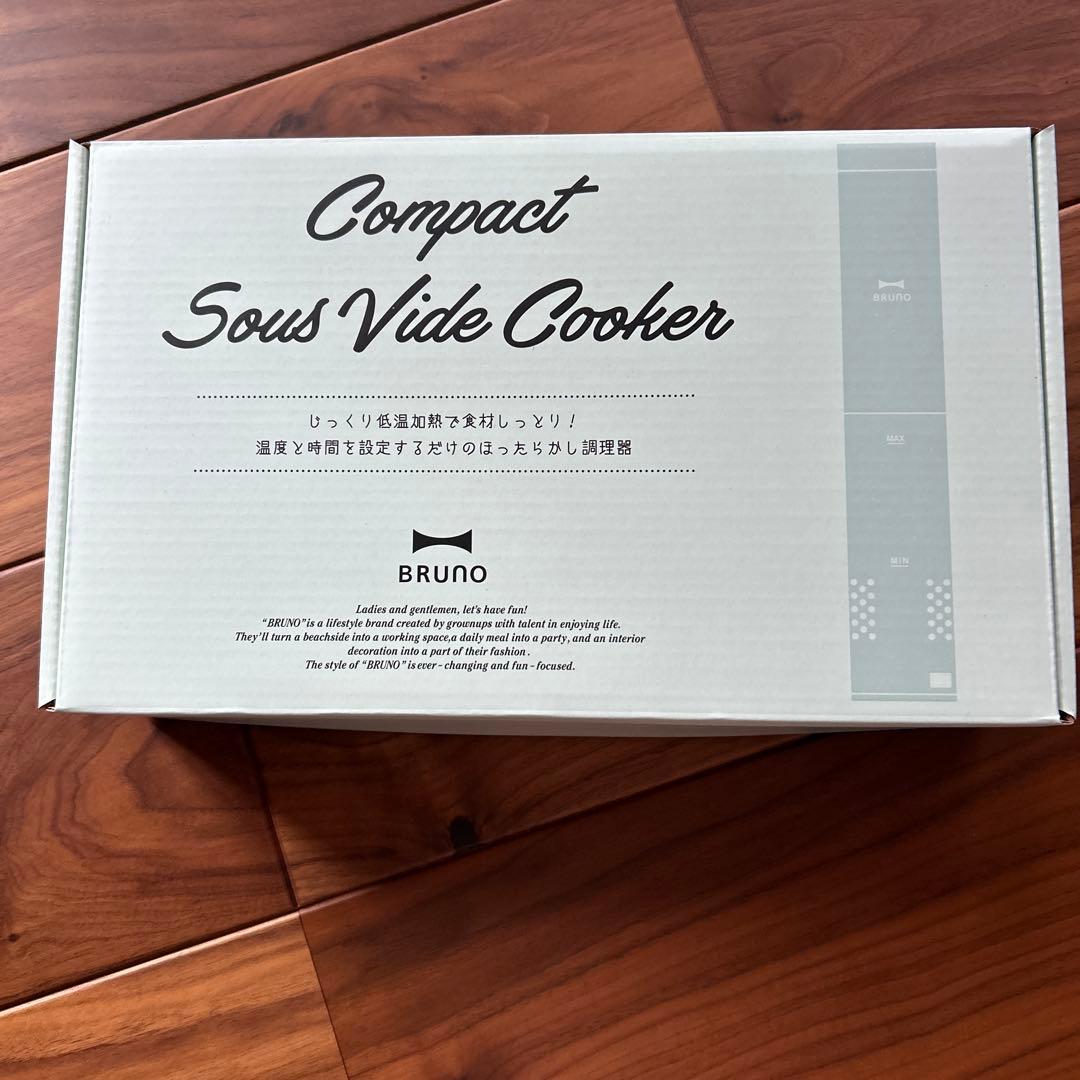 Compact
Sous Vide Cooker
じっくり低温加熱で食材しっとり！
温度と時間を設定するだけのほったらかし調理器
BRUNO
Ladies and gentlemen, let's have fun!
“BRUNO” is a lifestyle brand created by grownups with talent in enjoying life.
They'll turn a beachside into a working space, a daily meal into a party, and an interior
decoration into a part of their fashion.
The style of “BRUNO” is ever-changing and fun-focused.
BRUNO
MAX
MIN